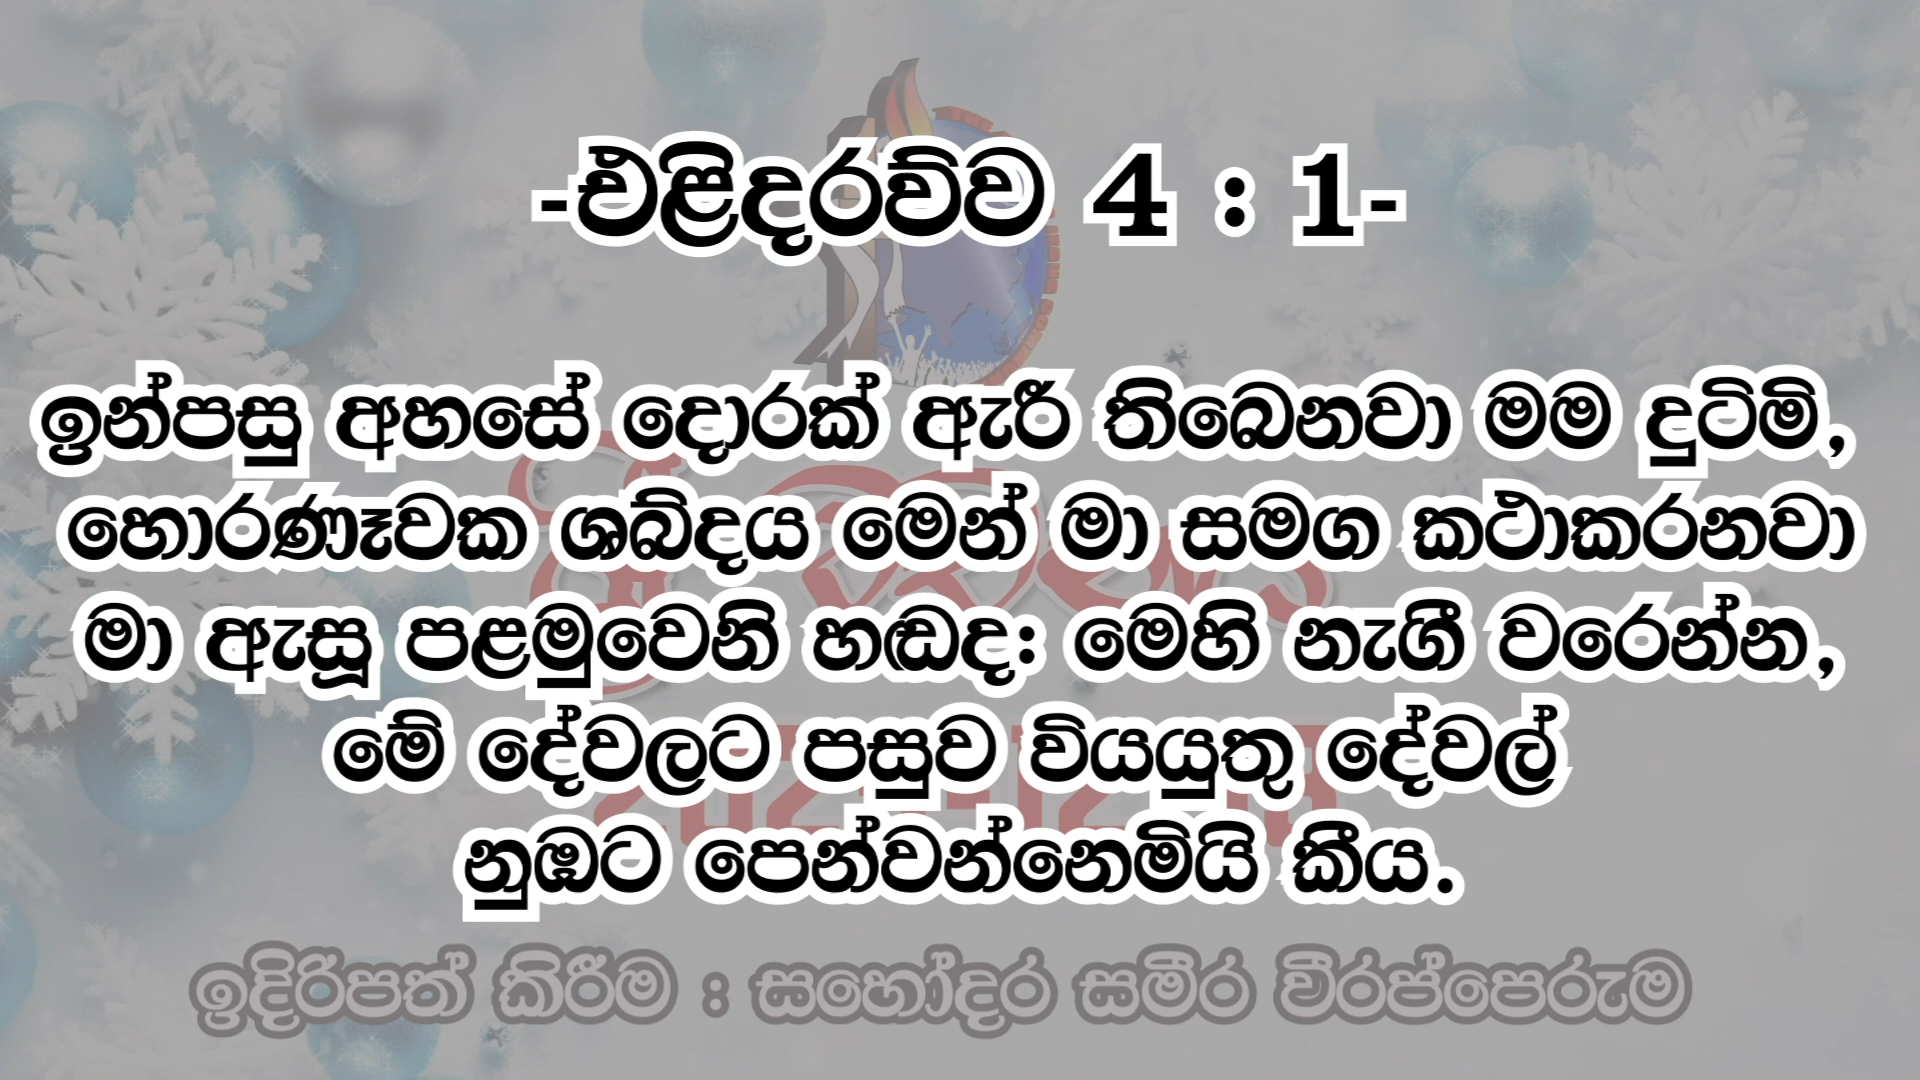 -එළිදරව්ව 4 : 1-
ඉන්පසු අහසේ දොරක් ඇරී තිබෙනවා මම දුටිමි,
හොරණෑවක ශබ්දය මෙන් මා සමග කථාකරනවා
මා ඇසූ පළමුවෙනි හඬද: මෙහි නැගී වරෙන්න,
මේ දේවලට පසුව වියයුතු දේවල්
නුඹට පෙන්වන්නෙමියි කීය.
ඉදිරිපත් කිරීම : සහෝදර සමීර වීරප්පෙරුම